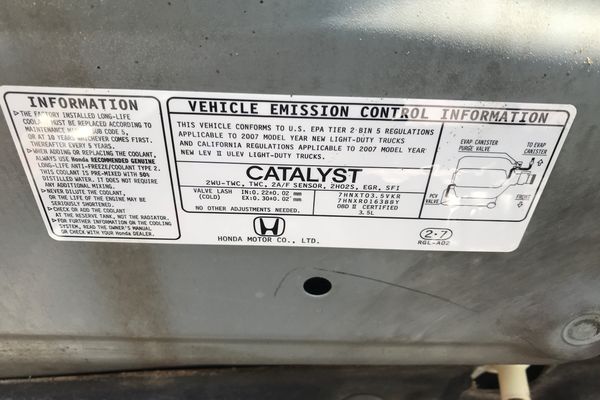 INFORMATION
▷THE FACTORY INSTALLED LONG-LIFE
COOLANT MUST BE REPLACED ACCORDING TO
MAINTENANCE MINDER SUB CODE 5,
OR AT 10 YEARS WHICHEVER COMES FIRST.
THEREAFTER EVERY 5 YEARS.
▷WHEN ADDING OR REPLACING THE COOLANT,
ALWAYS USE Honda RECOMMENDED GENUINE
LONG-LIFE ANTI-FREEZE/COOLANT TYPE 2.
THIS COOLANT IS PRE-MIXED WITH 50%
DISTILLED WATER. IT DOES NOT REQUIRE
ANY ADDITIONAL MIXING.
▷NEVER DILUTE THE COOLANT,
OR THE LIFE OF THE ENGINE MAY BE
SERIOUSLY SHORTENED.
▷CHECK OR ADD THE COOLANT
AT THE RESERVE TANK, NOT THE RADIATOR.
▷FOR FURTHER INFORMATION ON THE COOLING
SYSTEM, READ THE OWNER'S MANUAL
OR CHECK WITH YOUR Honda DEALER.
VEHICLE EMISSION CONTROL INFORMATION
THIS VEHICLE CONFORMS TO U.S. EPA TIER 2 BIN 5 REGULATIONS
APPLICABLE TO 2007 MODEL YEAR NEW LIGHT-DUTY TRUCKS
AND CALIFORNIA REGULATIONS APPLICABLE TO 2007 MODEL YEAR
NEW LEV II ULEV LIGHT-DUTY TRUCKS.
CATALYST
2WU-TWC, TWC, 2A/F SENSOR, 2HO2S, EGR, SFI
VALVE LASH IN:0.22±0.02 mm
(COLD) EX:0.30±0.02 mm
7HNXT03.5VKR
7HNXR0163BBY
OBD II CERTIFIED
3.5L
EVAP CANISTER
PURGE VALVE
TO EVAP
CANISTER
PCV
VALVE
FRONT
HONDA MOTOR CO., LTD.
2·7
RGL-A02